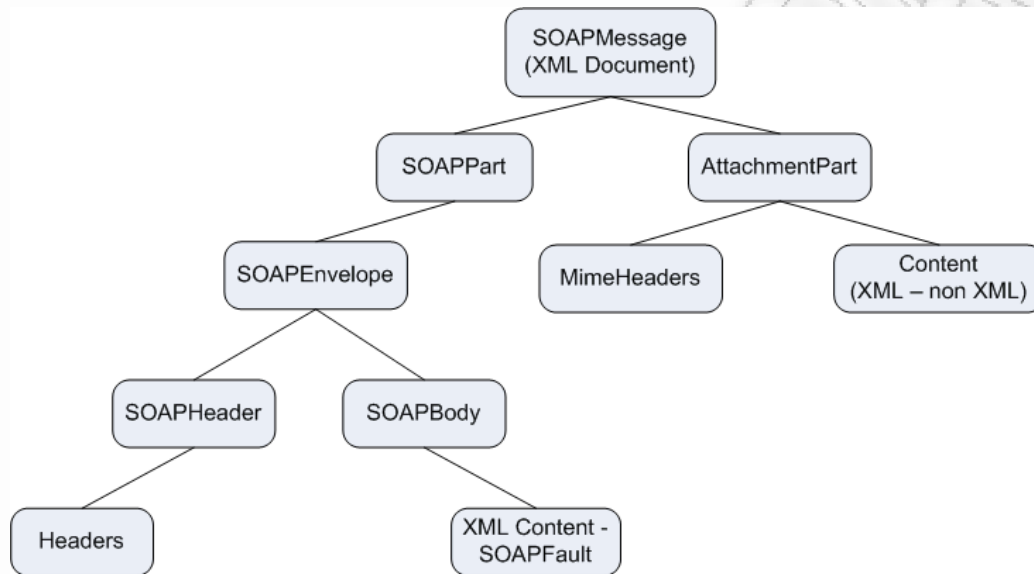 SOAPMessage
(XML Document)
SOAPPart
AttachmentPart
SOAPEnvelope
MimeHeaders
Content
(XML – non XML)
SOAPHeader
SOAPBody
Headers
XML Content -
SOAPFault